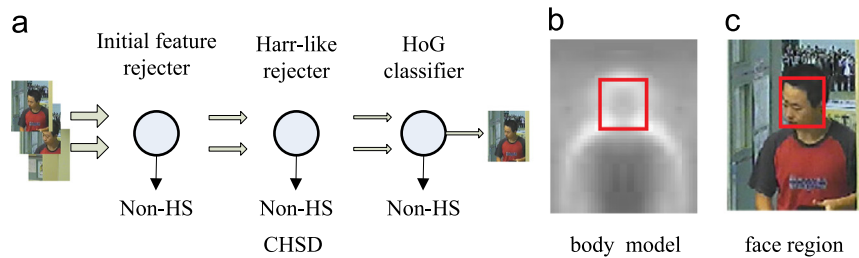 a
Initial feature
rejecter
Harr-like
rejecter
HoG
classifier
Non-HS
Non-HS
Non-HS
CHSD
b
body model
c
face region